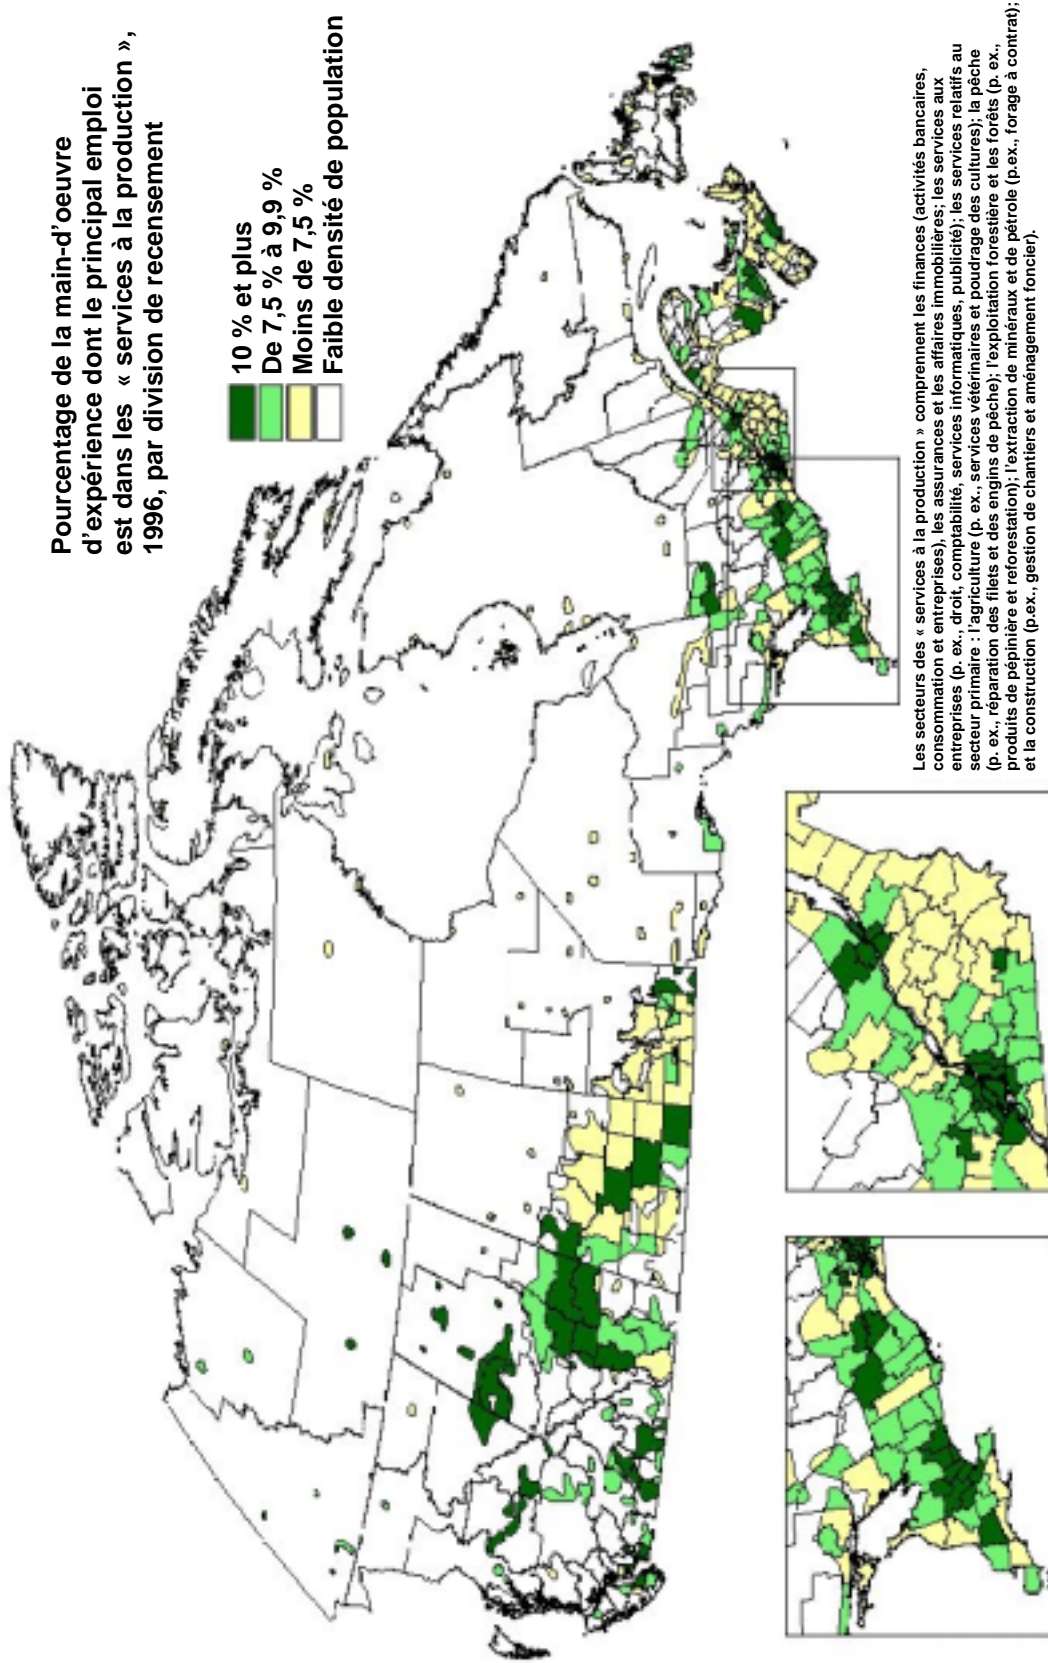 Pourcentage de la main-d'oeuvre
d'expérience dont le principal emploi
est dans les « services à la production »,
1996, par division de recensement
10 % et plus
De 7,5 % à 9,9 %
Moins de 7,5 %
Faible densité de population
Les secteurs des « services à la production » comprennent les finances (activités bancaires,
consommation et entreprises), les assurances et les affaires immobilières; les services aux
entreprises (p. ex., droit, comptabilité, services informatiques, publicité); les services relatifs au
secteur primaire : l'agriculture (p. ex., services vétérinaires et poudrage des cultures); la pêche
(p. ex., réparation des filets et des engins de pêche); l'exploitation forestière et les forêts (p. ex.,
produits de pépinière et reforestation); l'extraction de minéraux et de pétrole (p.ex., forage à contrat);
et la construction (p.ex., gestion de chantiers et aménagement foncier).